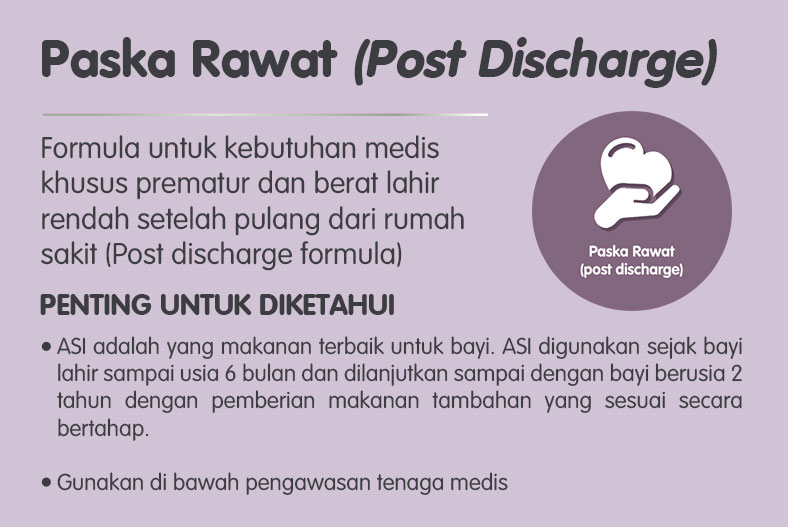 Paska Rawat (Post Discharge)
Formula untuk kebutuhan medis
khusus prematur dan berat lahir
rendah setelah pulang dari rumah
sakit (Post discharge formula)
Paska Rawat
(post discharge)
PENTING UNTUK DIKETAHUI
• ASI adalah yang makanan terbaik untuk bayi. ASI digunakan sejak bayi
lahir sampai usia 6 bulan dan dilanjutkan sampai dengan bayi berusia 2
tahun dengan pemberian makanan tambahan yang sesuai secara
bertahap.
• Gunakan di bawah pengawasan tenaga medis